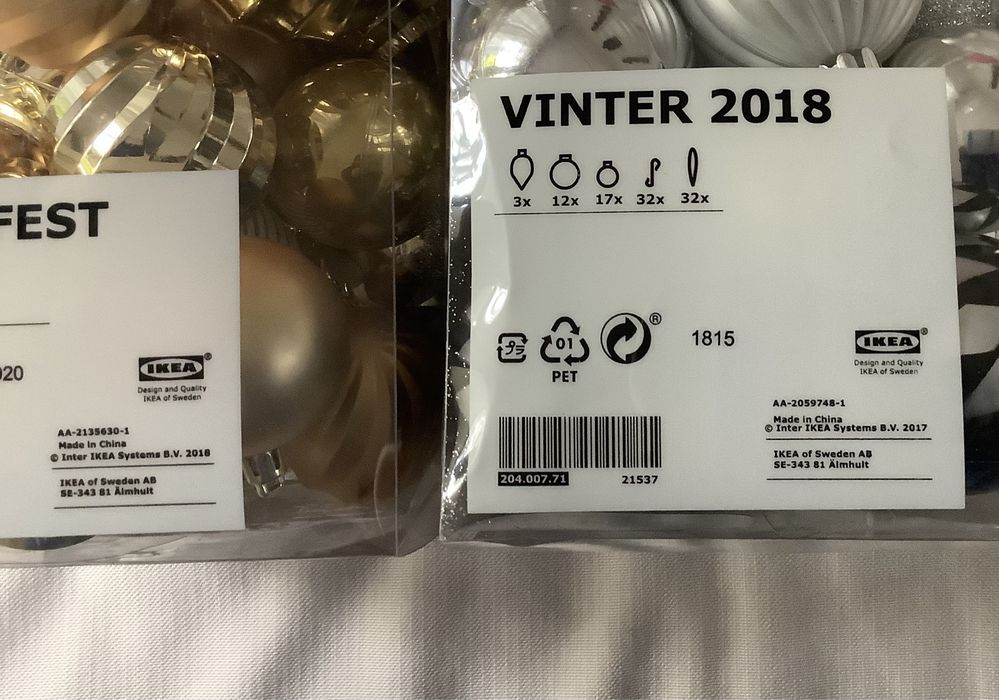 FEST
020
IKEA®
Design and Quality
IKEA of Sweden
AA-2135630-1
Made in China
© Inter IKEA Systems B.V. 2018
IKEA of Sweden AB
SE-343 81 Älmhult
VINTER 2018
3x 12x 17x 32x 32x
プラ 01 ® 1815
PET
IKEA®
Design and Quality
IKEA of Sweden
AA-2059748-1
Made in China
© Inter IKEA Systems B.V. 2017
IKEA of Sweden AB
SE-343 81 Älmhult
204.007.71 21537